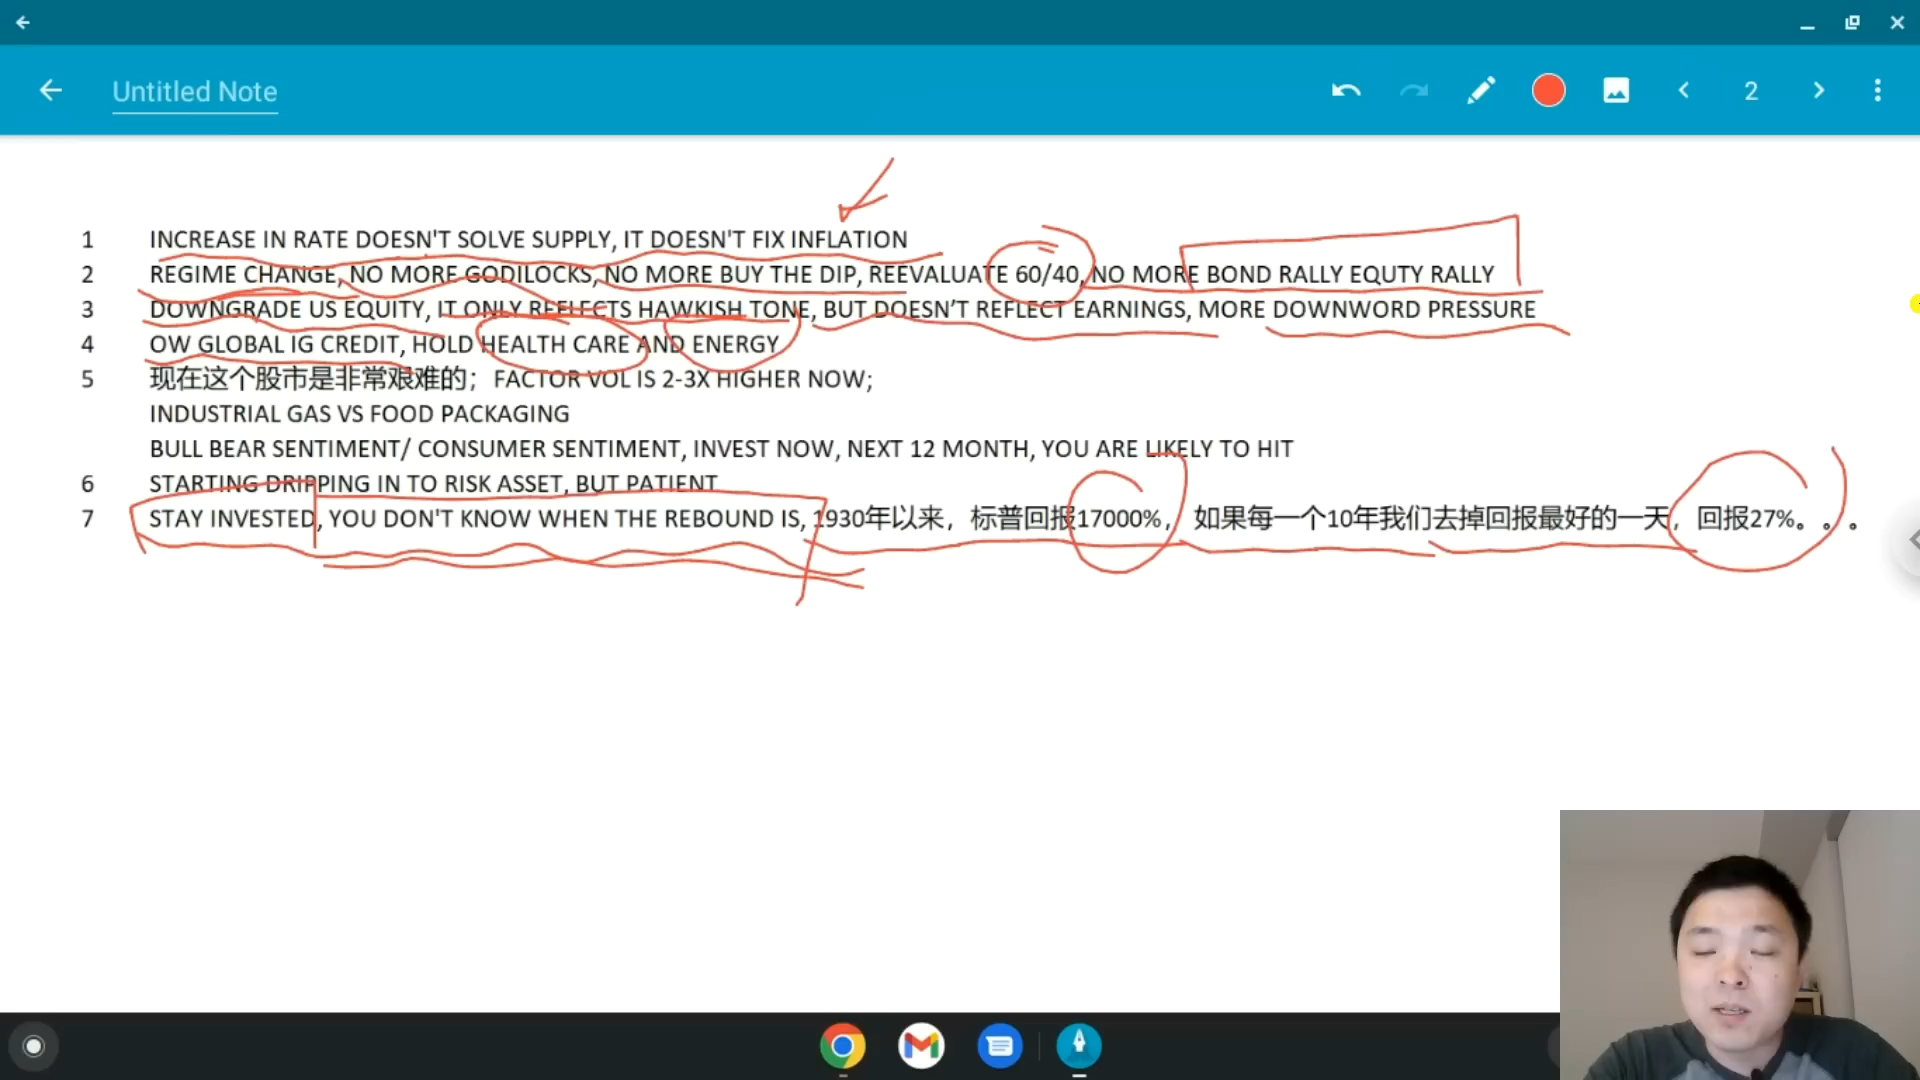 Untitled Note
2
1 INCREASE IN RATE DOESN'T SOLVE SUPPLY, IT DOESN'T FIX INFLATION
2 REGIME CHANGE, NO MORE GODILOCKS, NO MORE BUY THE DIP, REEVALUATE 60/40, NO MORE BOND RALLY EQUTY RALLY
3 DOWNGRADE US EQUITY, IT ONLY REFLECTS HAWKISH TONE, BUT DOESN’T REFLECT EARNINGS, MORE DOWNWORD PRESSURE
4 OW GLOBAL IG CREDIT, HOLD HEALTH CARE AND ENERGY
5 现在这个股市是非常艰难的；FACTOR VOL IS 2-3X HIGHER NOW;
INDUSTRIAL GAS VS FOOD PACKAGING
BULL BEAR SENTIMENT/ CONSUMER SENTIMENT, INVEST NOW, NEXT 12 MONTH, YOU ARE LIKELY TO HIT
6 STARTING DRIPPING IN TO RISK ASSET, BUT PATIENT
7 STAY INVESTED, YOU DON'T KNOW WHEN THE REBOUND IS, 1930年以来，标普回报17000%，如果每一个10年我们去掉回报最好的一天，回报27%。。。